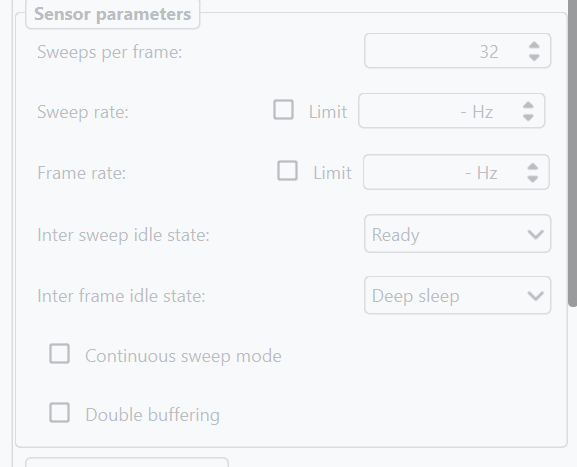 Sensor parameters
Sweeps per frame: 32
Sweep rate: Limit - Hz
Frame rate: Limit - Hz
Inter sweep idle state: Ready
Inter frame idle state: Deep sleep
Continuous sweep mode
Double buffering